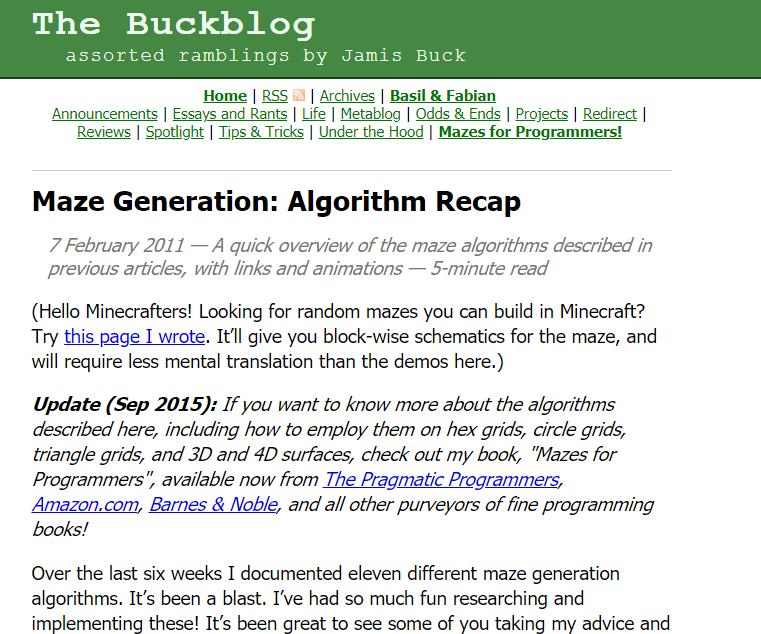 The Buckblog
assorted ramblings by Jamis Buck
Home | RSS | Archives | Basil & Fabian
Announcements | Essays and Rants | Life | Metablog | Odds & Ends | Projects | Redirect |
Reviews | Spotlight | Tips & Tricks | Under the Hood | Mazes for Programmers!
Maze Generation: Algorithm Recap
7 February 2011 — A quick overview of the maze algorithms described in
previous articles, with links and animations — 5-minute read
(Hello Minecrafters! Looking for random mazes you can build in Minecraft?
Try this page I wrote. It’ll give you block-wise schematics for the maze, and
will require less mental translation than the demos here.)
Update (Sep 2015): If you want to know more about the algorithms
described here, including how to employ them on hex grids, circle grids,
triangle grids, and 3D and 4D surfaces, check out my book, "Mazes for
Programmers", available now from The Pragmatic Programmers,
Amazon.com, Barnes & Noble, and all other purveyors of fine programming
books!
Over the last six weeks I documented eleven different maze generation
algorithms. It’s been a blast. I’ve had so much fun researching and
implementing these! It’s been great to see some of you taking my advice and